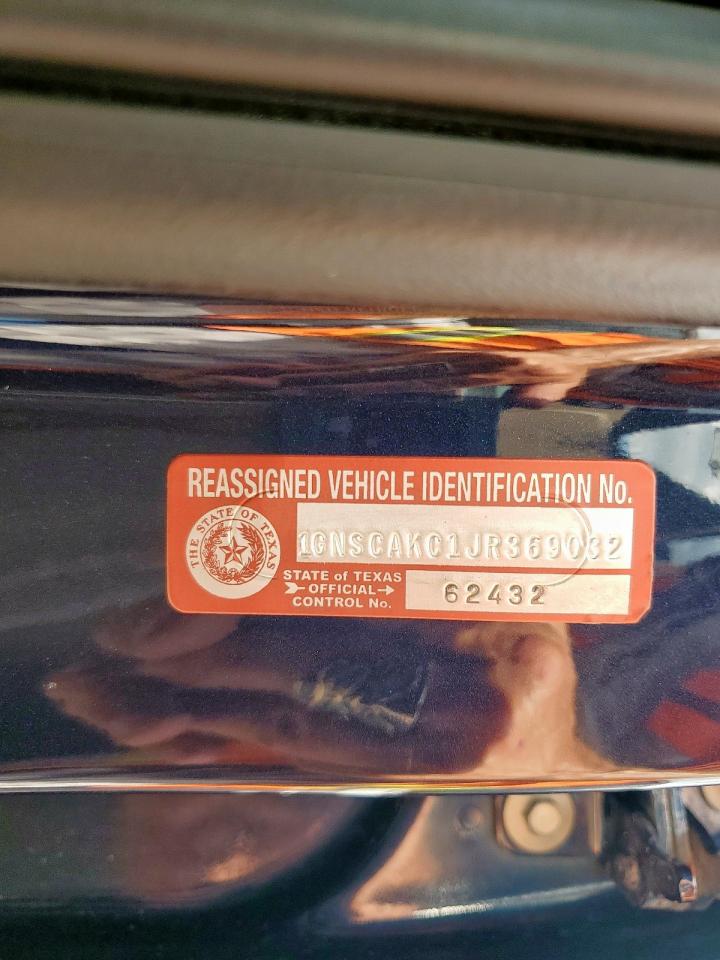 REASSIGNED VEHICLE IDENTIFICATION No.
THE STATE OF TEXAS
1GNSCAKC1JR369032
STATE of TEXAS
OFFICIAL
CONTROL No.
62432